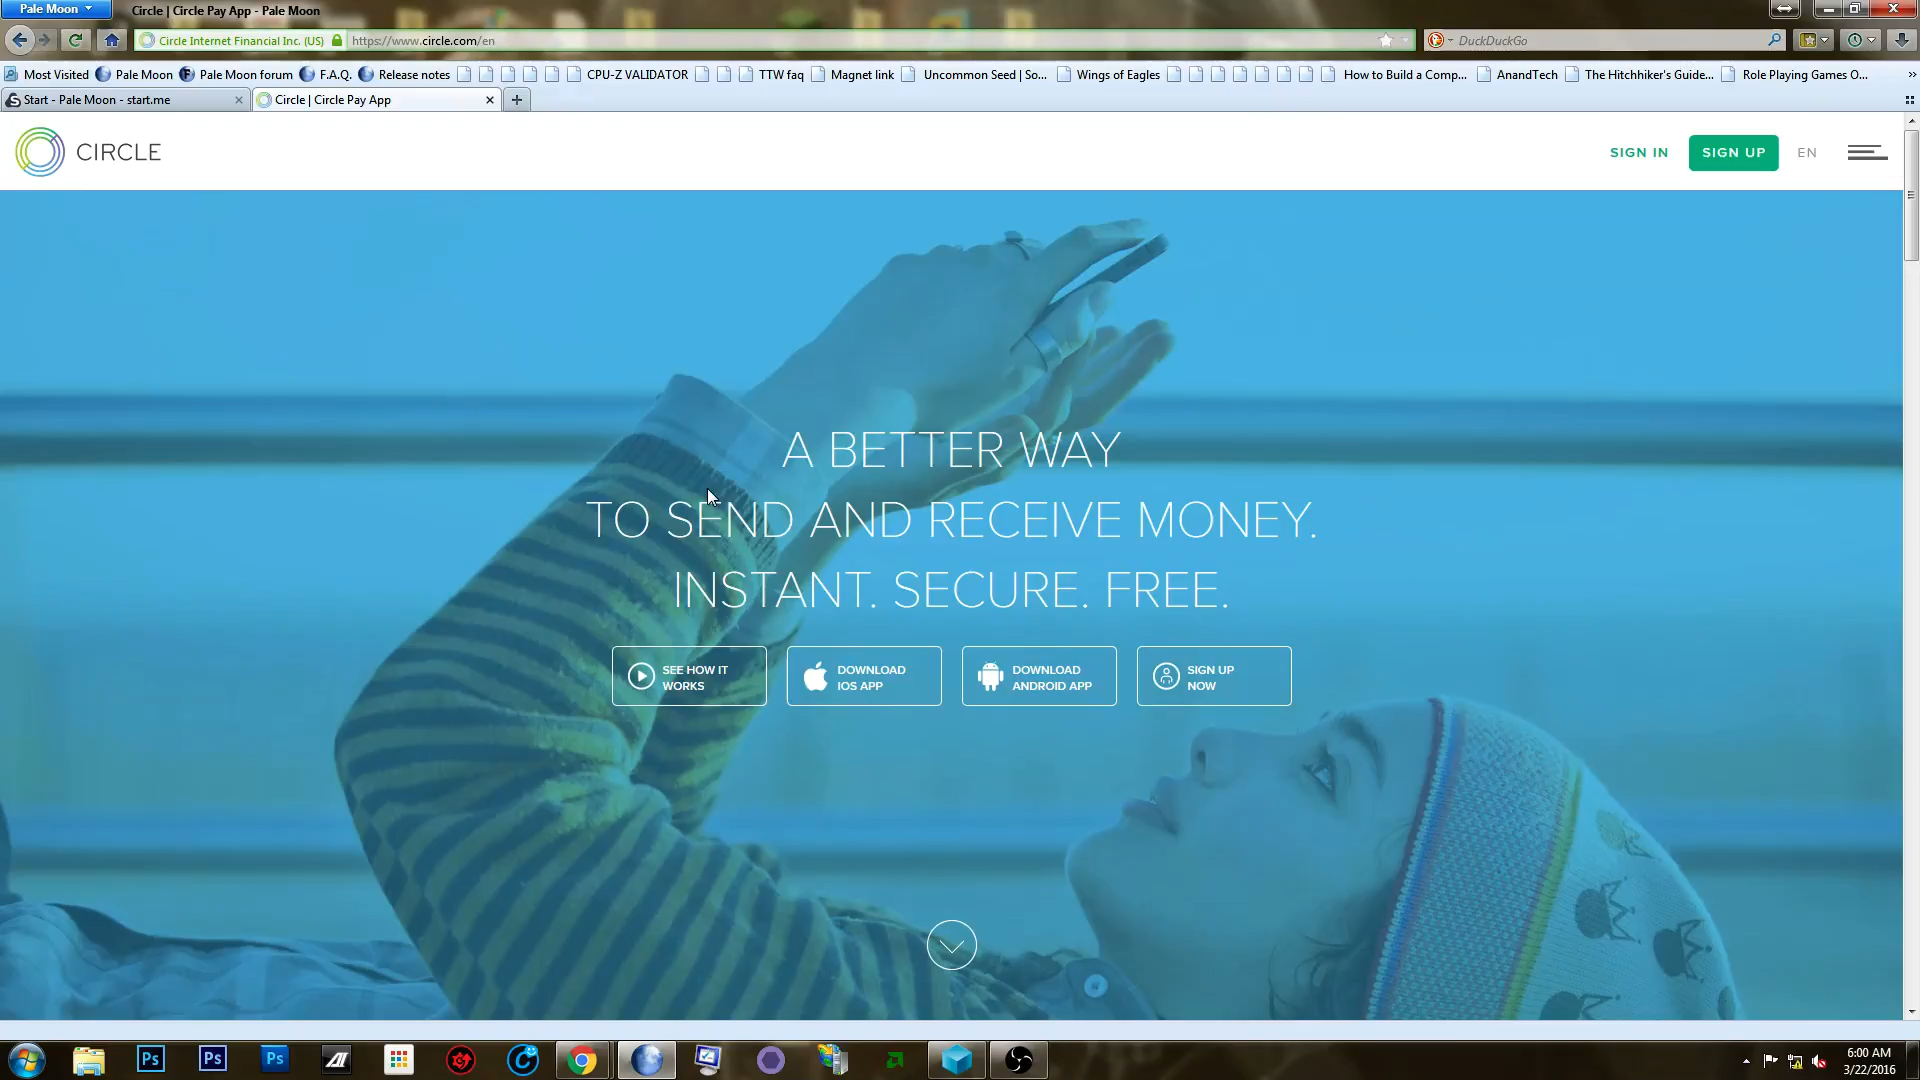 Pale Moon
Circle | Circle Pay App - Pale Moon
Circle Internet Financial Inc. (US)
https://www.circle.com/en
DuckDuckGo
Most Visited
Pale Moon
Pale Moon forum
F.A.Q.
Release notes
CPU-Z VALIDATOR
TTW faq
Magnet link
Uncommon Seed | So...
Wings of Eagles
How to Build a Comp...
AnandTech
The Hitchhiker's Guide...
Role Playing Games O...
Start - Pale Moon - start.me
Circle | Circle Pay App
CIRCLE
SIGN IN
SIGN UP
EN
A BETTER WAY
TO SEND AND RECEIVE MONEY.
INSTANT. SECURE. FREE.
SEE HOW IT
WORKS
DOWNLOAD
IOS APP
DOWNLOAD
ANDROID APP
SIGN UP
NOW
Ps
Ps
Ps
6:00 AM
3/22/2016